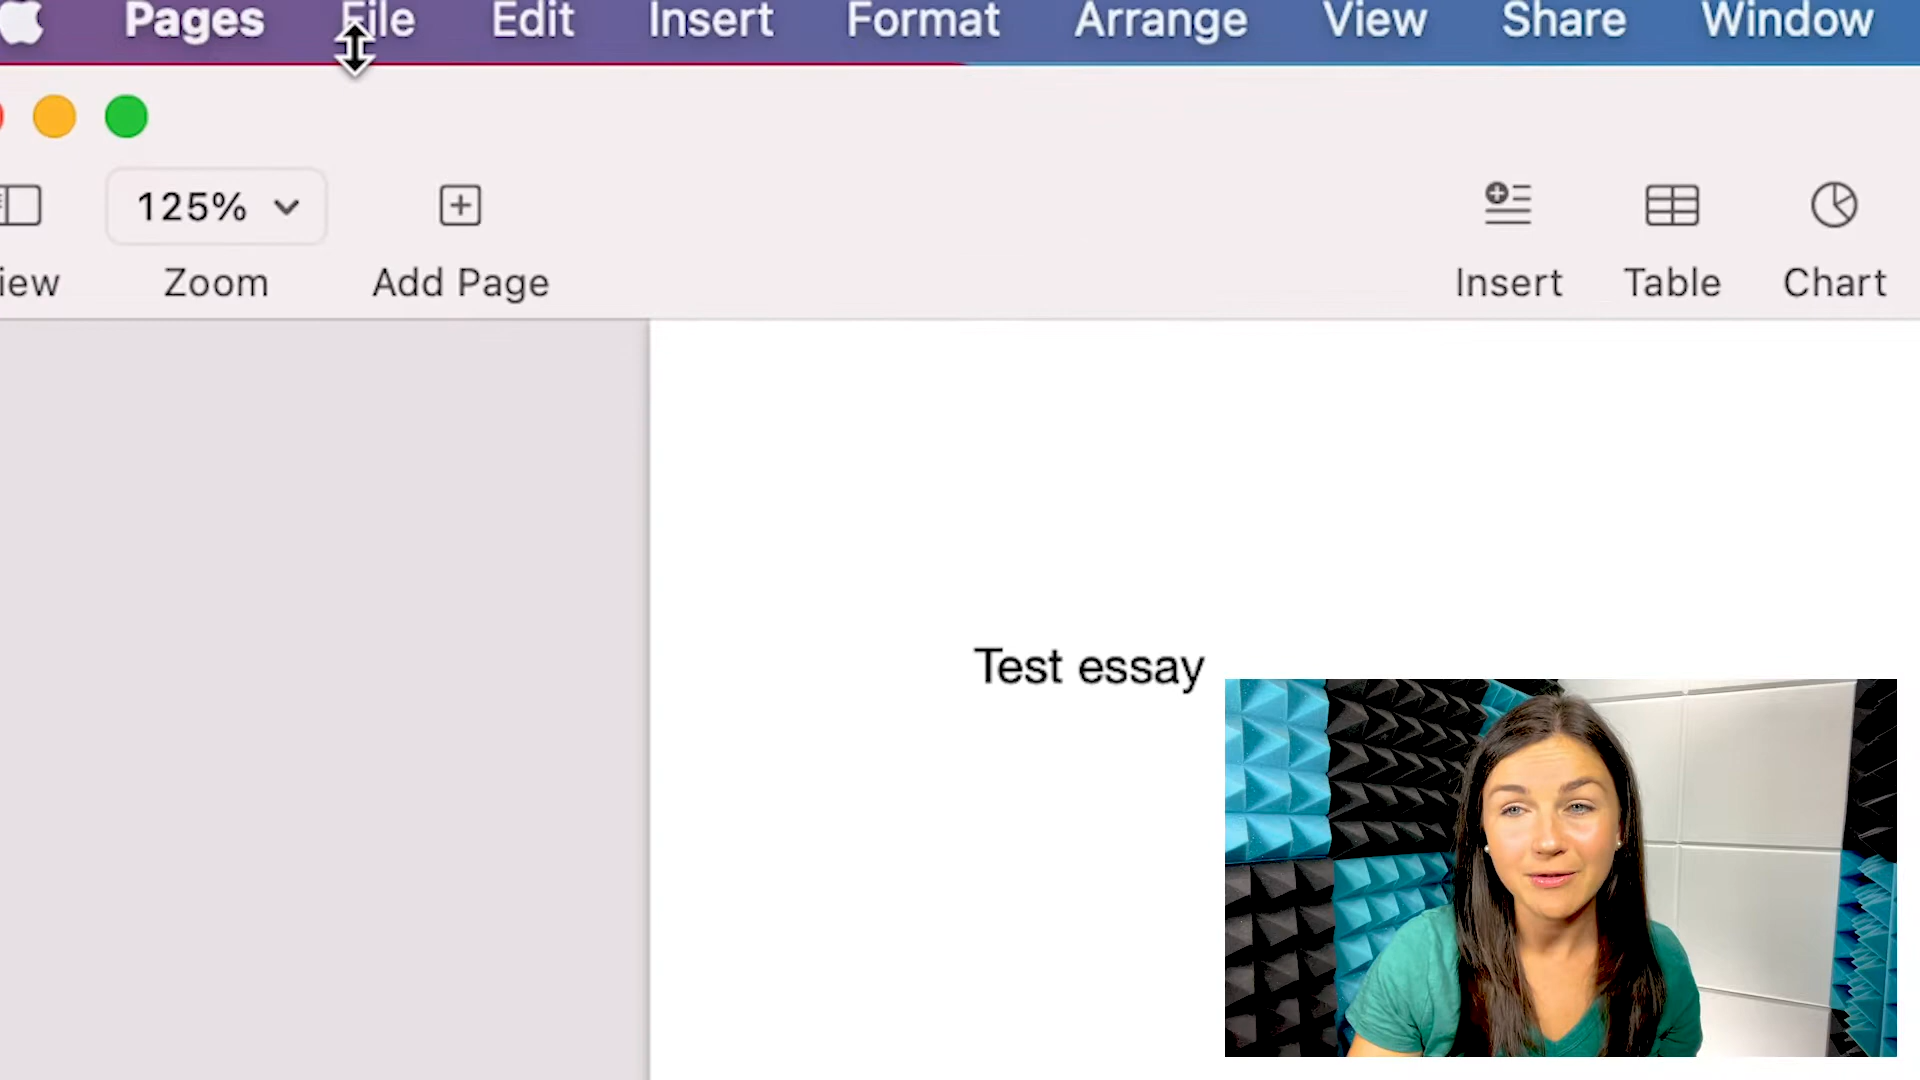 Pages File Edit Insert Format Arrange View Share Window
125%
iew Zoom Add Page Insert Table Chart
Test essay